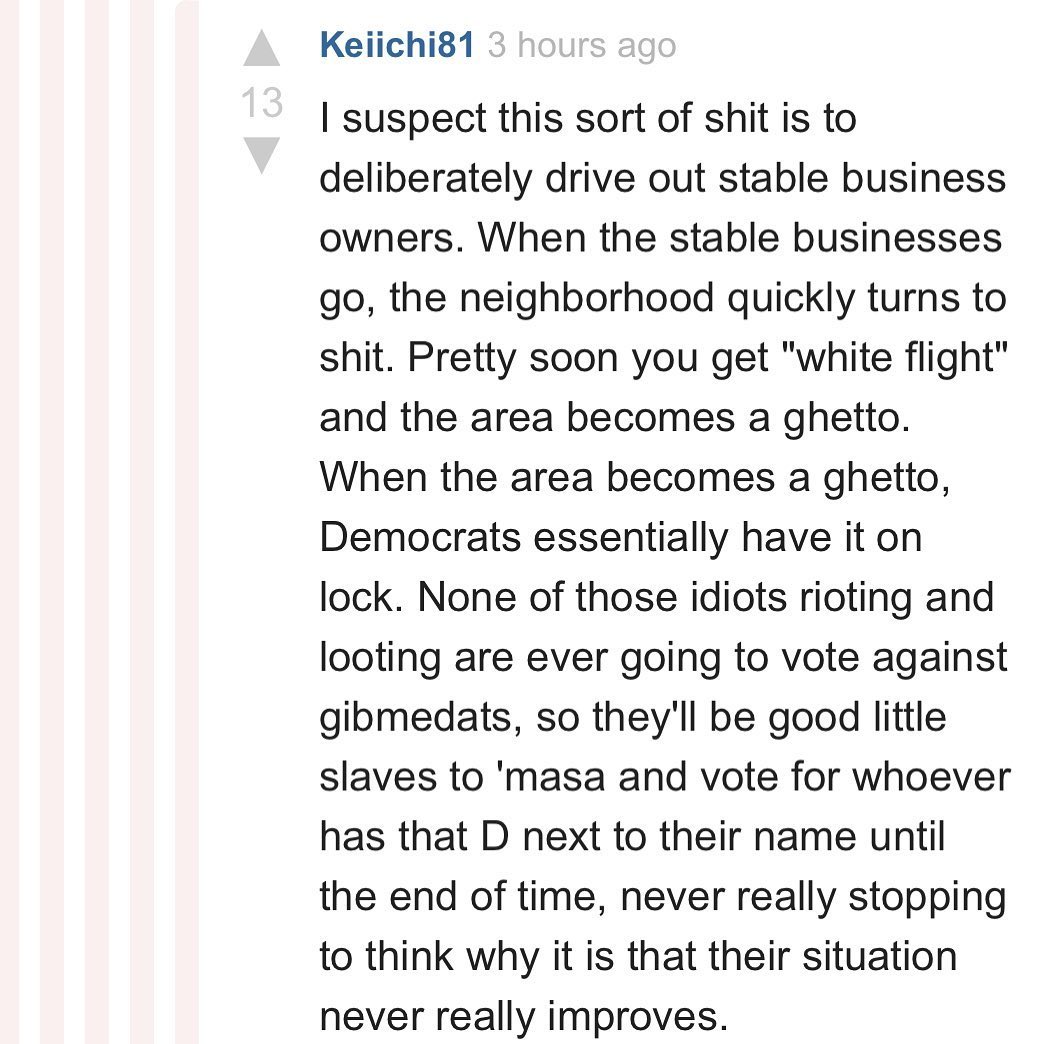 Keiichi81 3 hours ago
13
I suspect this sort of shit is to
deliberately drive out stable business
owners. When the stable businesses
go, the neighborhood quickly turns to
shit. Pretty soon you get "white flight"
and the area becomes a ghetto.
When the area becomes a ghetto,
Democrats essentially have it on
lock. None of those idiots rioting and
looting are ever going to vote against
gibmedats, so they'll be good little
slaves to 'masa and vote for whoever
has that D next to their name until
the end of time, never really stopping
to think why it is that their situation
never really improves.